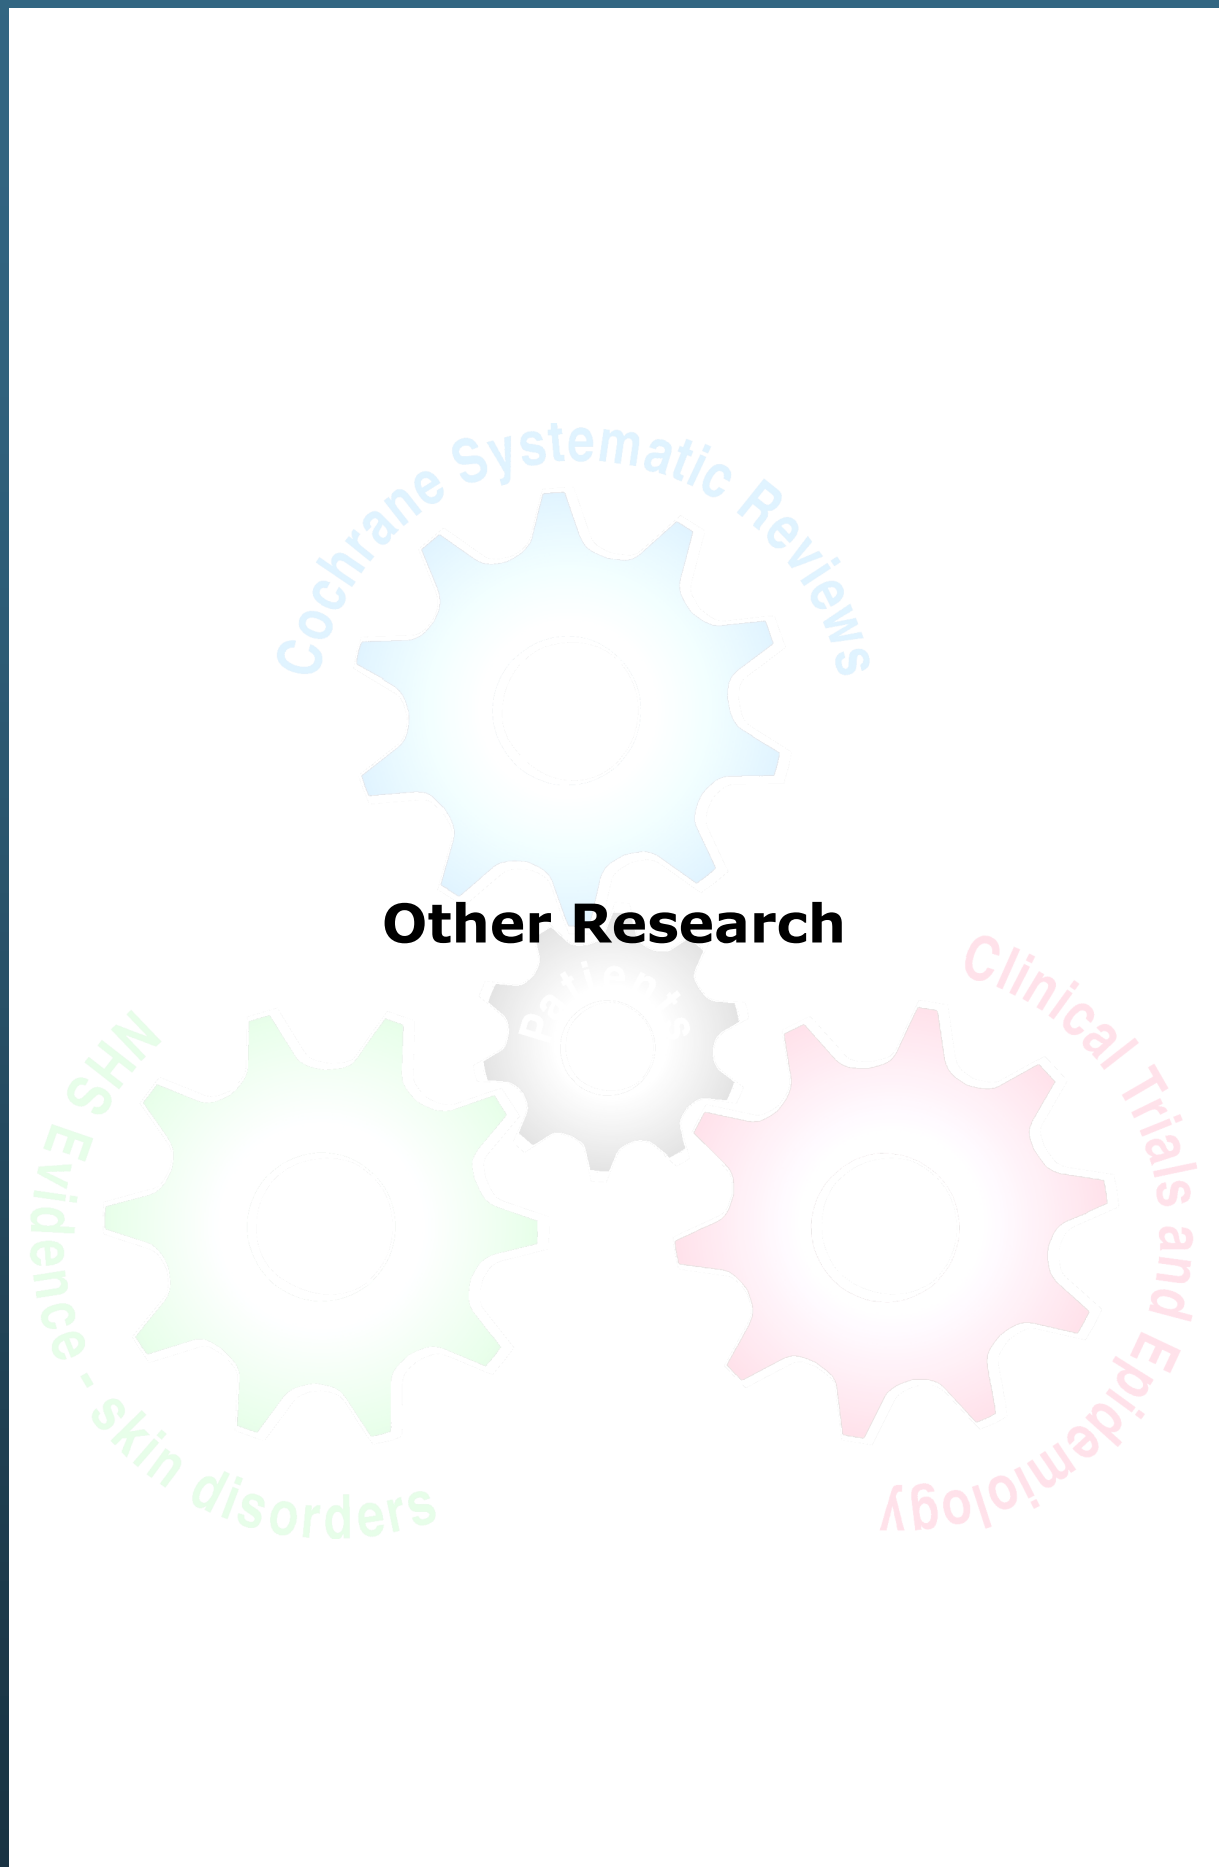 Cochrane Systematic Reviews
Other Research
Patients
Clinical Trials and Epidemiology
NHS Evidence - skin disorders